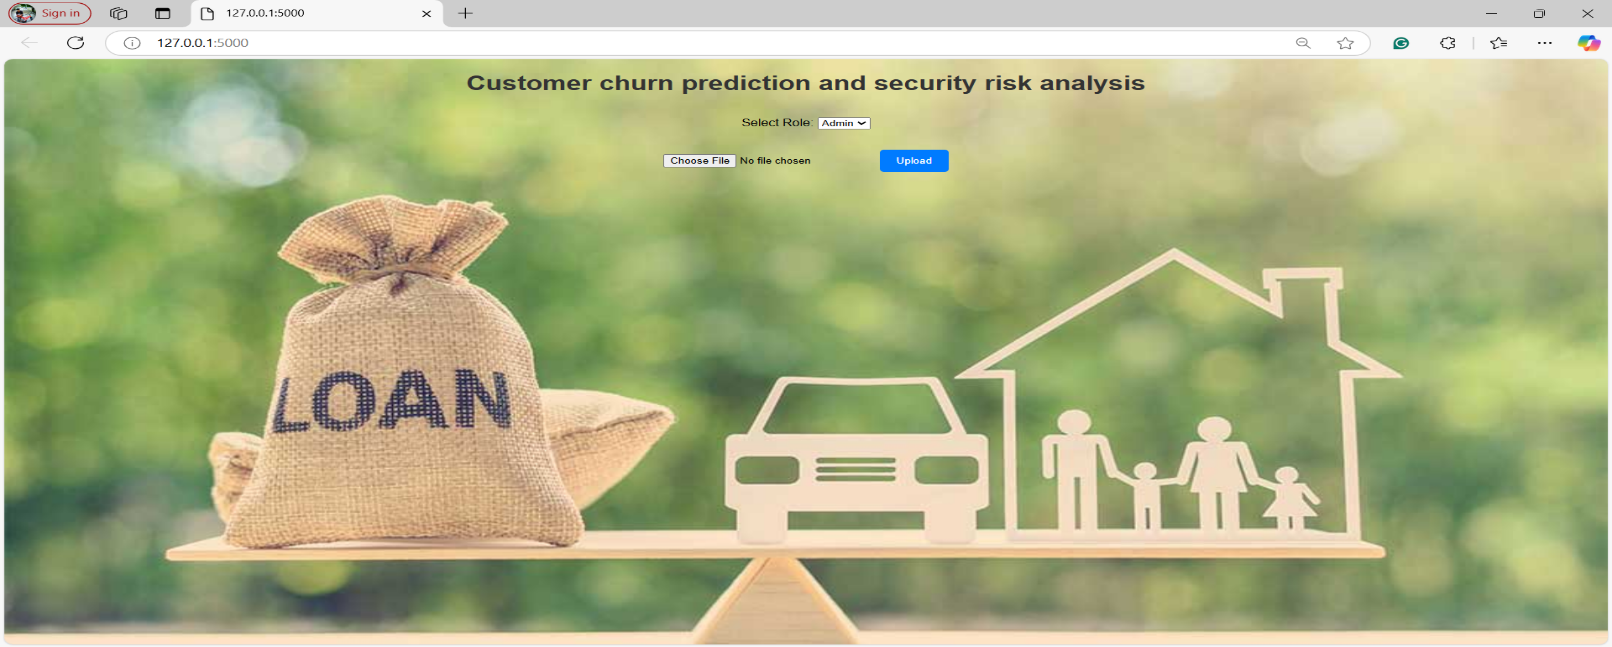 Sign in
127.0.0.1:5000
127.0.0.1:5000
Customer churn prediction and security risk analysis
Select Role: Admin
Choose File No file chosen Upload
LOAN